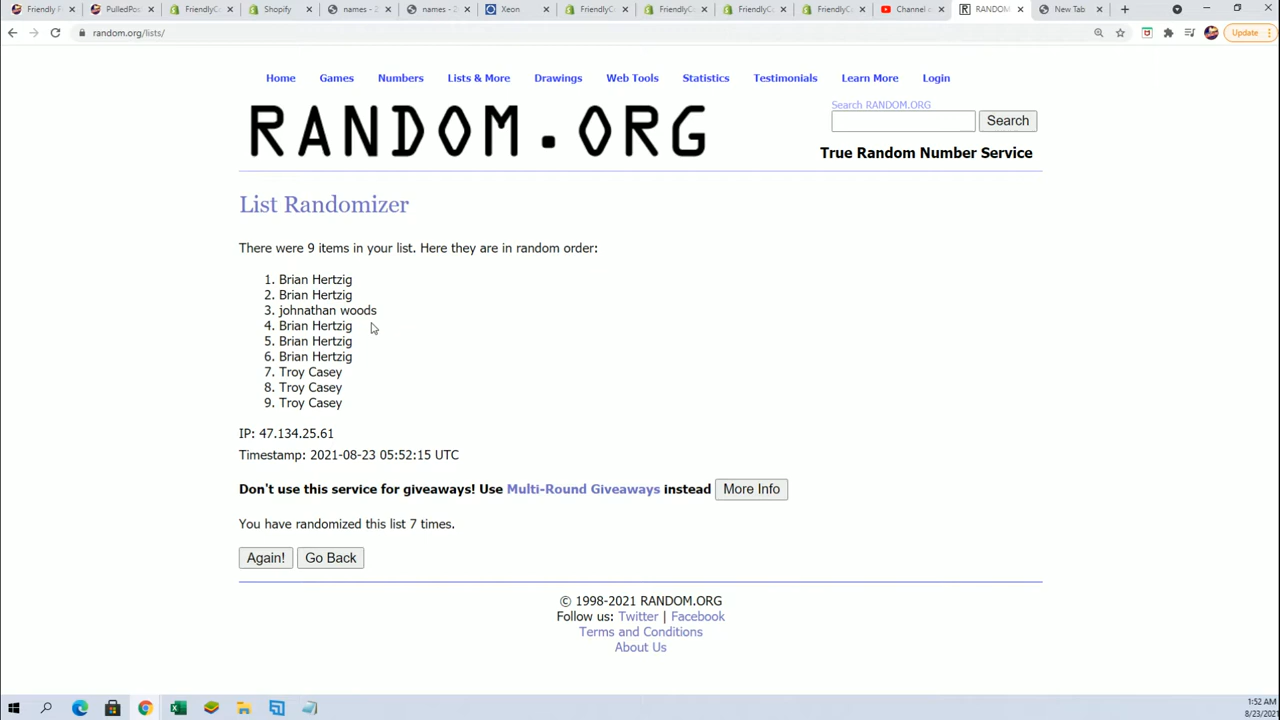 Friendly F
PulledPos
FriendlyCo
Shopify
names - 2
names - 2
Xeon
FriendlyCo
FriendlyCo
FriendlyCo
FriendlyCo
Channel c
RANDOM
New Tab
random.org/lists/
Update
Home Games Numbers Lists & More Drawings Web Tools Statistics Testimonials Learn More Login
RANDOM.ORG
Search RANDOM.ORG
Search
True Random Number Service
List Randomizer
There were 9 items in your list. Here they are in random order:
1. Brian Hertzig
2. Brian Hertzig
3. johnathan woods
4. Brian Hertzig
5. Brian Hertzig
6. Brian Hertzig
7. Troy Casey
8. Troy Casey
9. Troy Casey
IP: 47.134.25.61
Timestamp: 2021-08-23 05:52:15 UTC
Don't use this service for giveaways! Use Multi-Round Giveaways instead More Info
You have randomized this list 7 times.
Again! Go Back
© 1998-2021 RANDOM.ORG
Follow us: Twitter | Facebook
Terms and Conditions
About Us
1:52 AM
8/23/2021